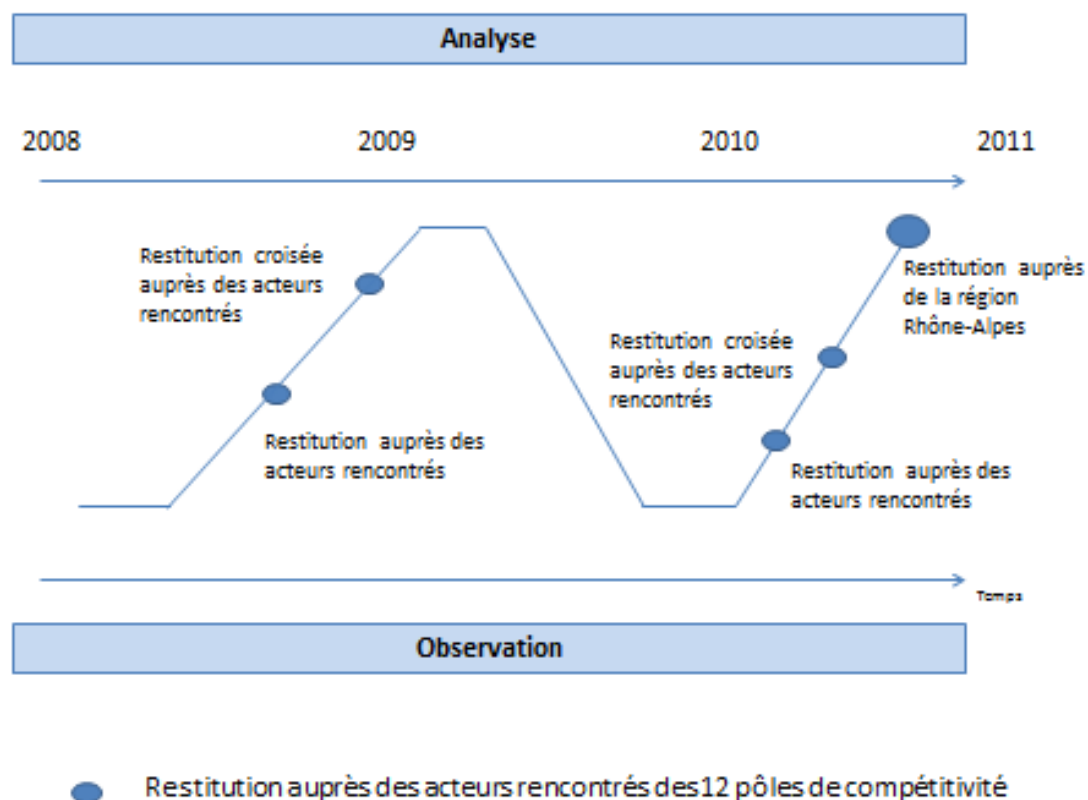 Analyse
2008 2009 2010 2011
Restitution croisée
auprès des acteurs
rencontrés
Restitution auprès des
acteurs rencontrés
Restitution croisée
auprès des acteurs
rencontrés
Restitution auprès des
acteurs rencontrés
Restitution auprès
de la région
Rhône-Alpes
Temps
Observation
Restitution auprès des acteurs rencontrés des 12 pôles de compétitivité